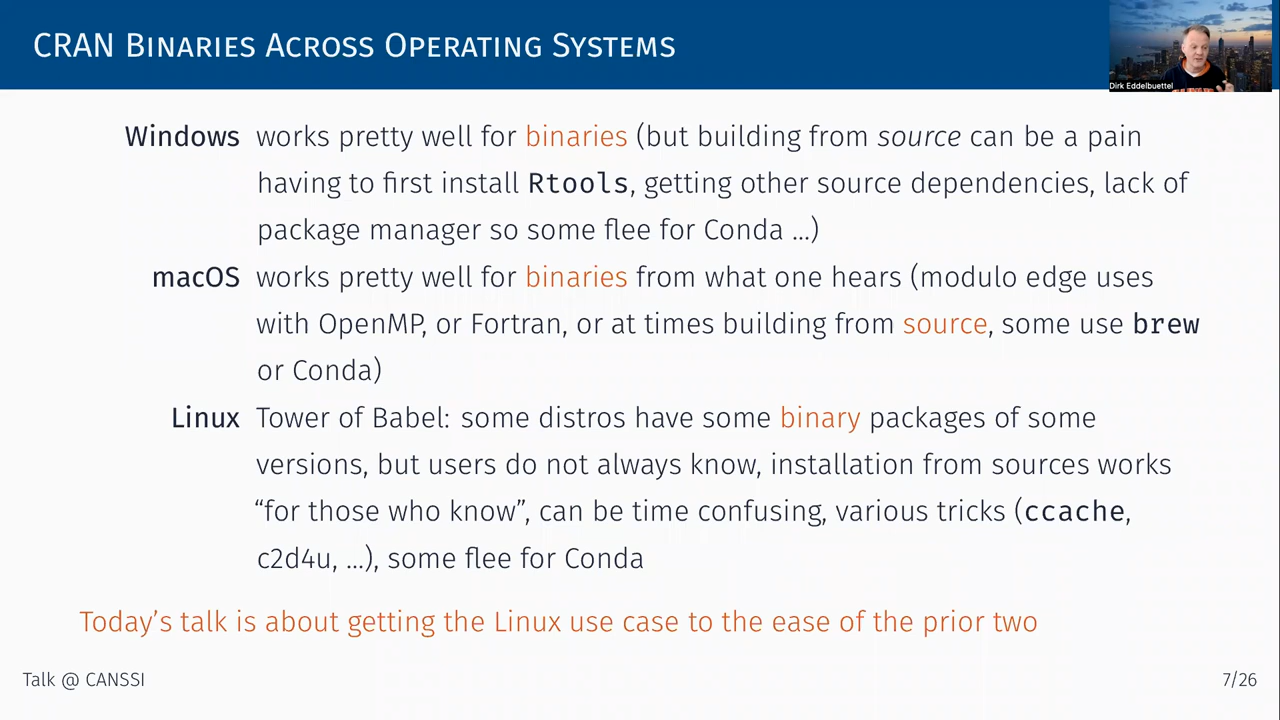 CRAN BINARIES ACROSS OPERATING SYSTEMS
Dirk Eddelbuettel
Windows works pretty well for binaries (but building from source can be a pain
having to first install Rtools, getting other source dependencies, lack of
package manager so some flee for Conda ...)
macOS works pretty well for binaries from what one hears (modulo edge uses
with OpenMP, or Fortran, or at times building from source, some use brew
or Conda)
Linux Tower of Babel: some distros have some binary packages of some
versions, but users do not always know, installation from sources works
“for those who know”, can be time confusing, various tricks (ccache,
c2d4u, ...), some flee for Conda
Today’s talk is about getting the Linux use case to the ease of the prior two
Talk @ CANSSI
7/26